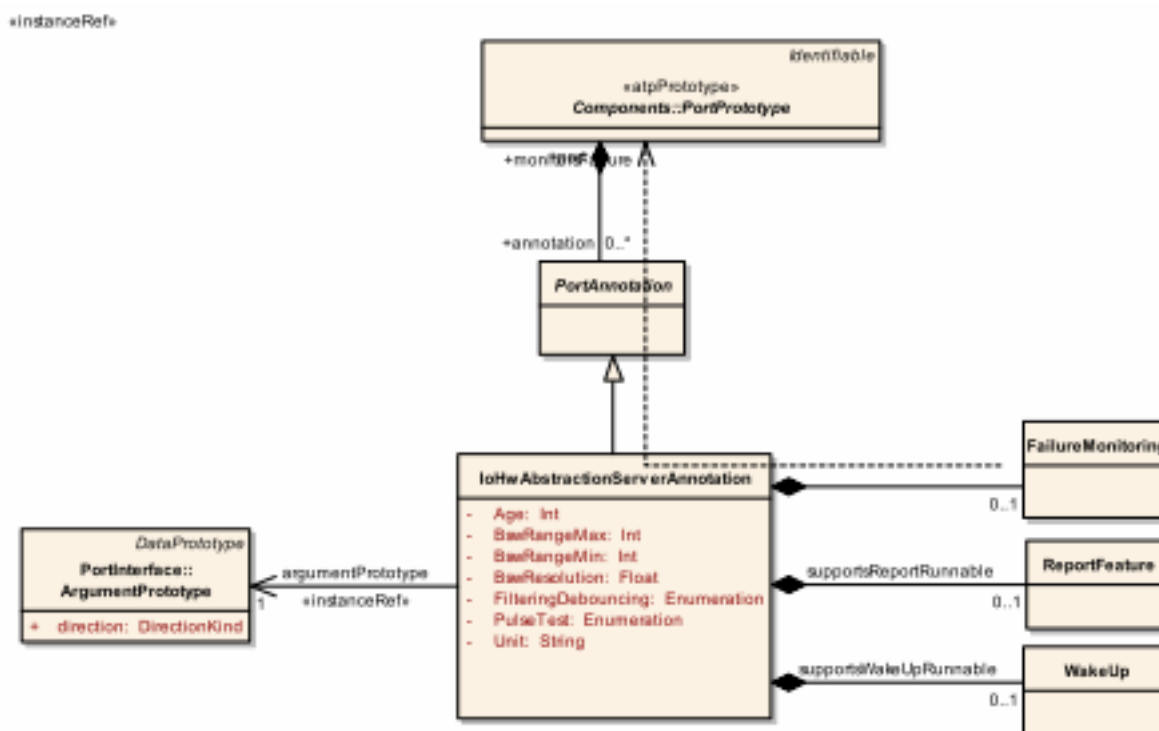 «instanceRef»
Identifiable
«atpPrototype»
Components::PortPrototype
+monitorsFailure
+annotation 0..*
PortAnnotation
IoHwAbstractionServerAnnotation
- Age: Int
- BswRangeMax: Int
- BswRangeMin: Int
- BswResolution: Float
- FilteringDebouncing: Enumeration
- PulseTest: Enumeration
- Unit: String
FailureMonitoring
0..1
DataPrototype
PortInterface::
ArgumentPrototype
+ direction: DirectionKind
argumentPrototype
1
«instanceRef»
supportsReportRunnable
ReportFeature
0..1
supportsWakeUpRunnable
WakeUp
0..1